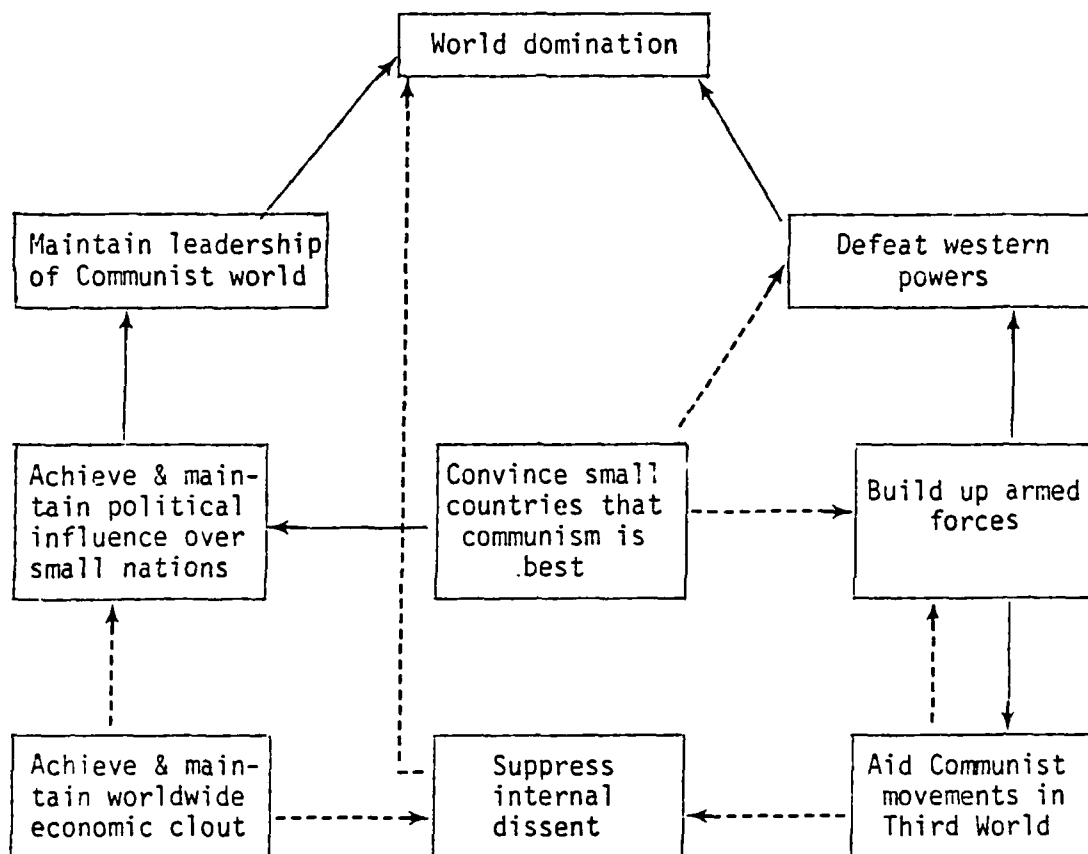 World domination
Maintain leadership
of Communist world
Defeat western
powers
Achieve & main-
tain political
influence over
small nations
Convince small
countries that
communism is
.best
Build up armed
forces
Achieve & main-
tain worldwide
economic clout
Suppress
internal
dissent
Aid Communist
movements in
Third World